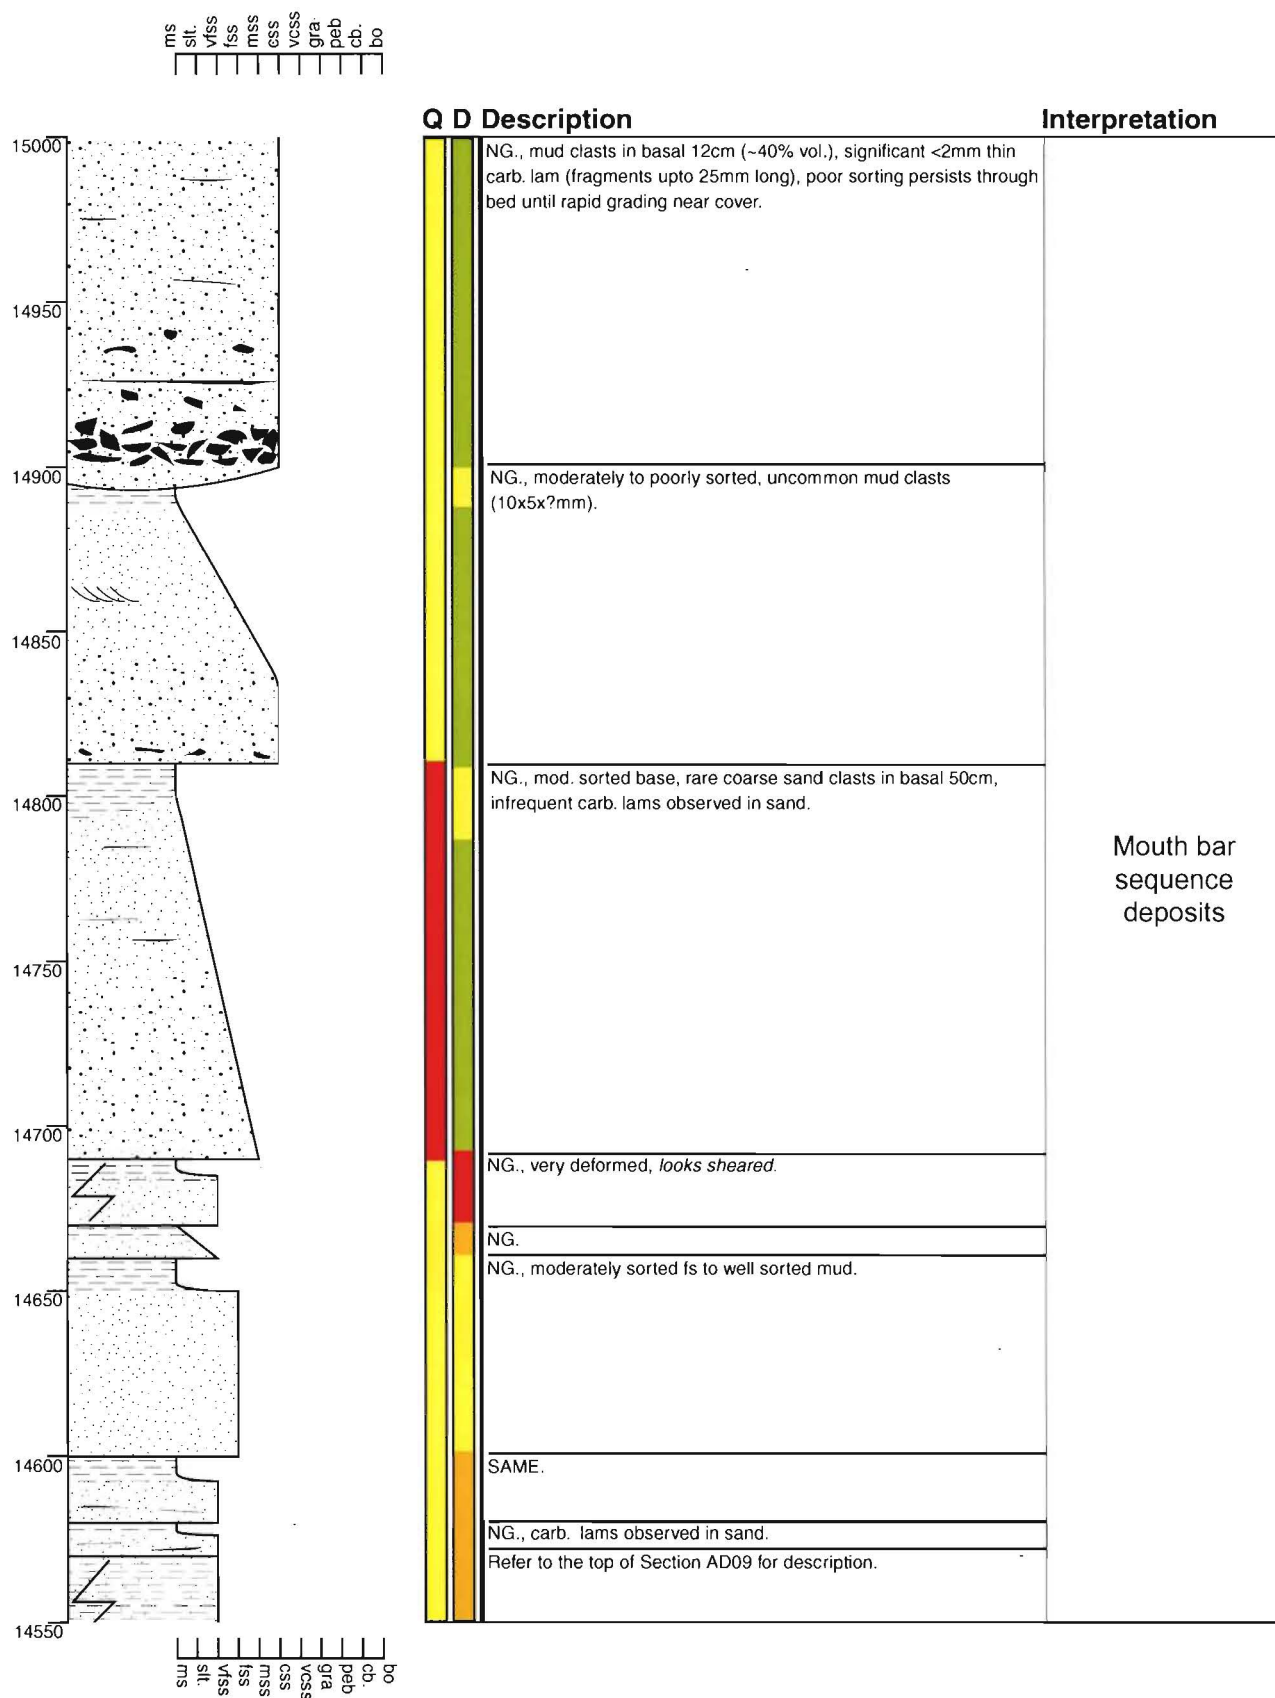 ms
slt.
vfss
fss
mss
css
vcss
gra
peb
cb.
bo
Q D Description Interpretation
15000
NG., mud clasts in basal 12cm (~40% vol.), significant <2mm thin
carb. lam (fragments upto 25mm long), poor sorting persists through
bed until rapid grading near cover.
14950
14900
NG., moderately to poorly sorted, uncommon mud clasts
(10x5x?mm).
14850
NG., mod. sorted base, rare coarse sand clasts in basal 50cm,
infrequent carb. lams observed in sand.
14800
Mouth bar
sequence
deposits
14750
14700
NG., very deformed, looks sheared.
NG.
NG., moderately sorted fs to well sorted mud.
14650
14600
SAME.
NG., carb. lams observed in sand.
Refer to the top of Section AD09 for description.
14550
ms
slt.
vfss
fss
mss
css
vcss
gra
peb
cb.
bo